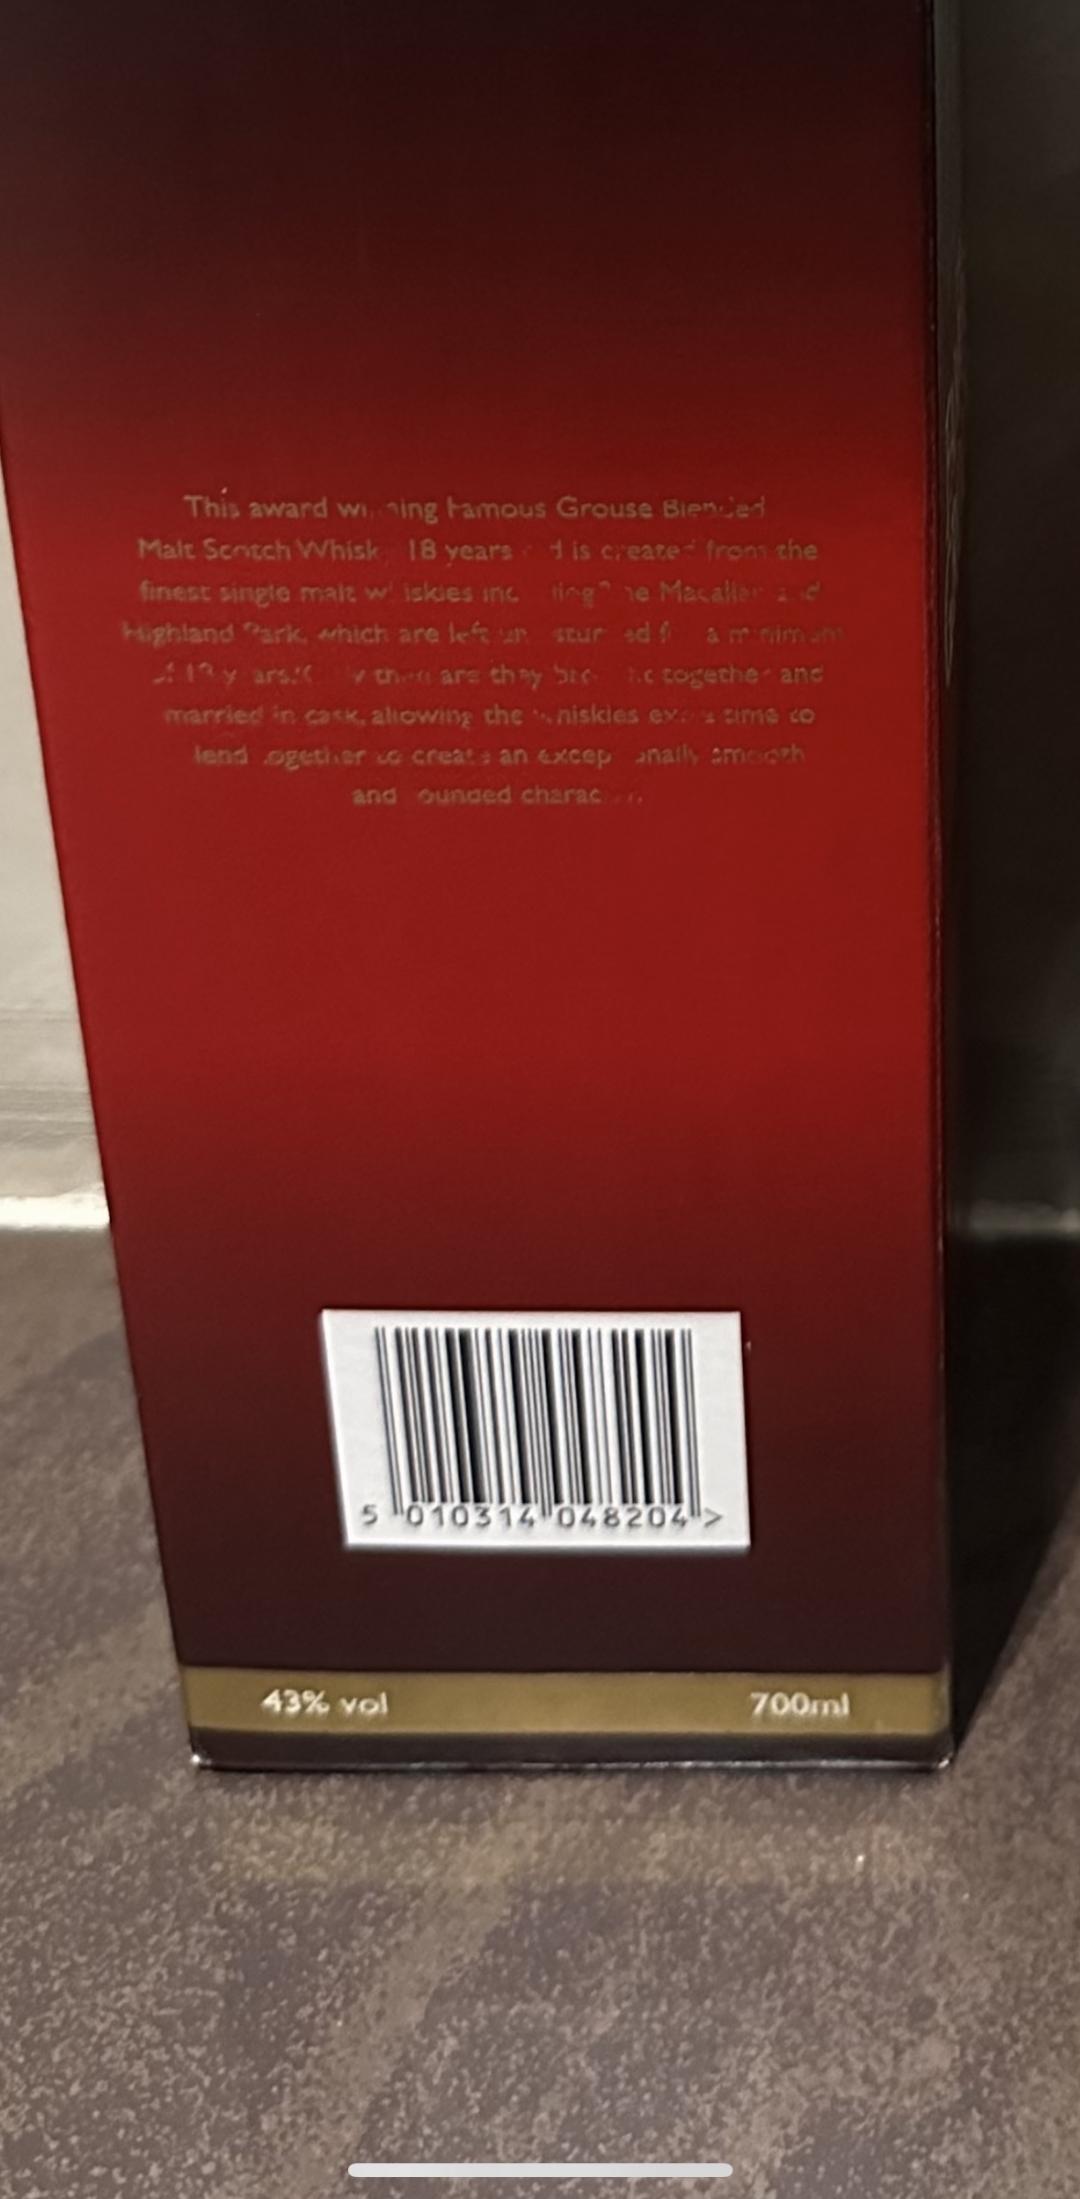 This award winning Famous Grouse Blended
Malt Scotch Whisky 18 years old is created from the
finest single malt whiskies including The Macallan and
Highland Park, which are left undisturbed for a minimum
of 18 years. Only then are they brought together and
married in cask, allowing the whiskies extra time to
blend together to create an exceptionally smooth
and rounded character.
5 010314 048204 >
43% vol 700ml